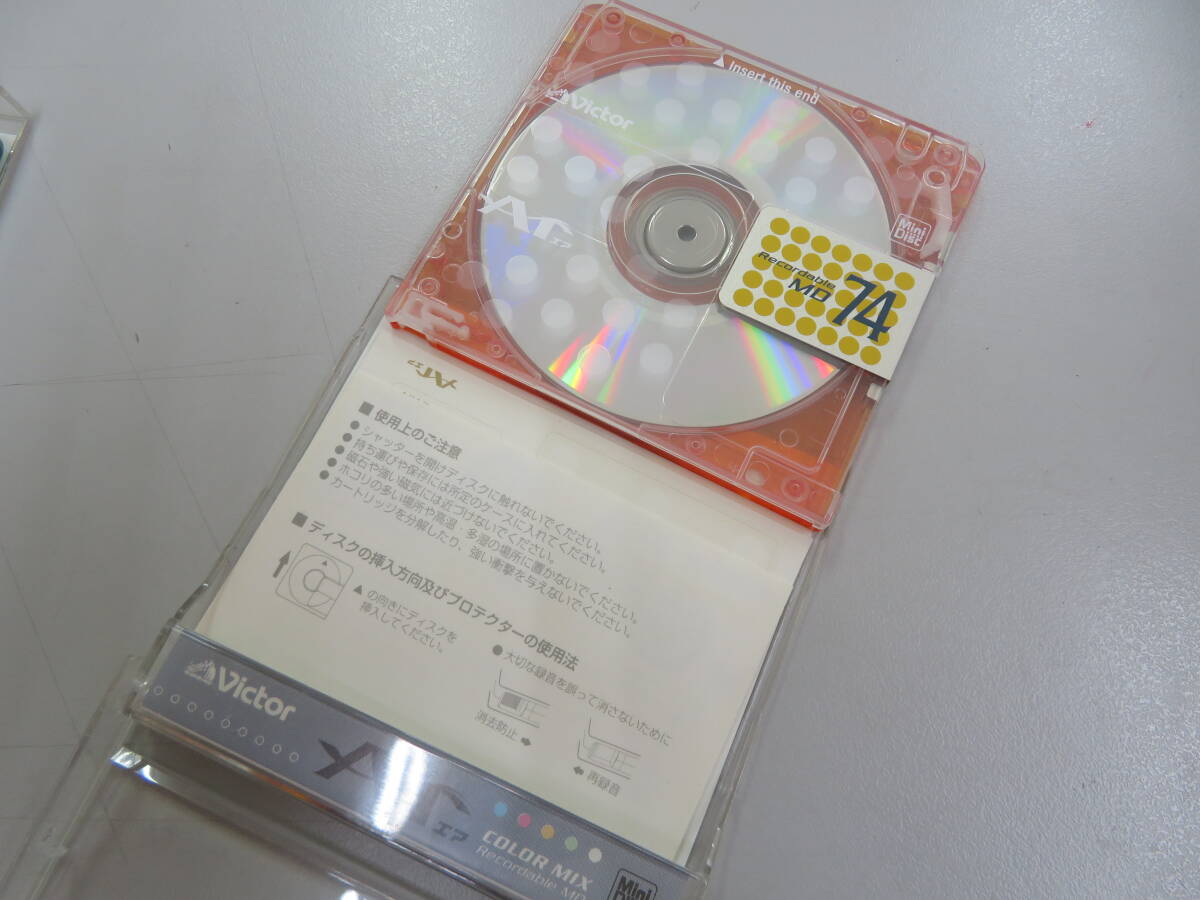 ▲ Insert this end
Victor
AIr エア
Mini
Disc
Recordable
MD 74
AIr エア
■ 使用上のご注意
● シャッターを開けディスクに触れないでください。
● 持ち運びや保存には所定のケースに入れてください。
● 磁石や強い磁気には近づけないでください。
● ホコリの多い場所や高温、多湿の場所に置かないでください。
● カートリッジを分解したり、強い衝撃を与えないでください。
■ ディスクの挿入方向及びプロテクターの使用法
▲ の向きにディスクを
挿入してください。
● 大切な録音を誤って消さないために
消去防止 ➡
⬅ 再録音
Victor
AIr エア
COLOR MIX
Recordable MD
Mini